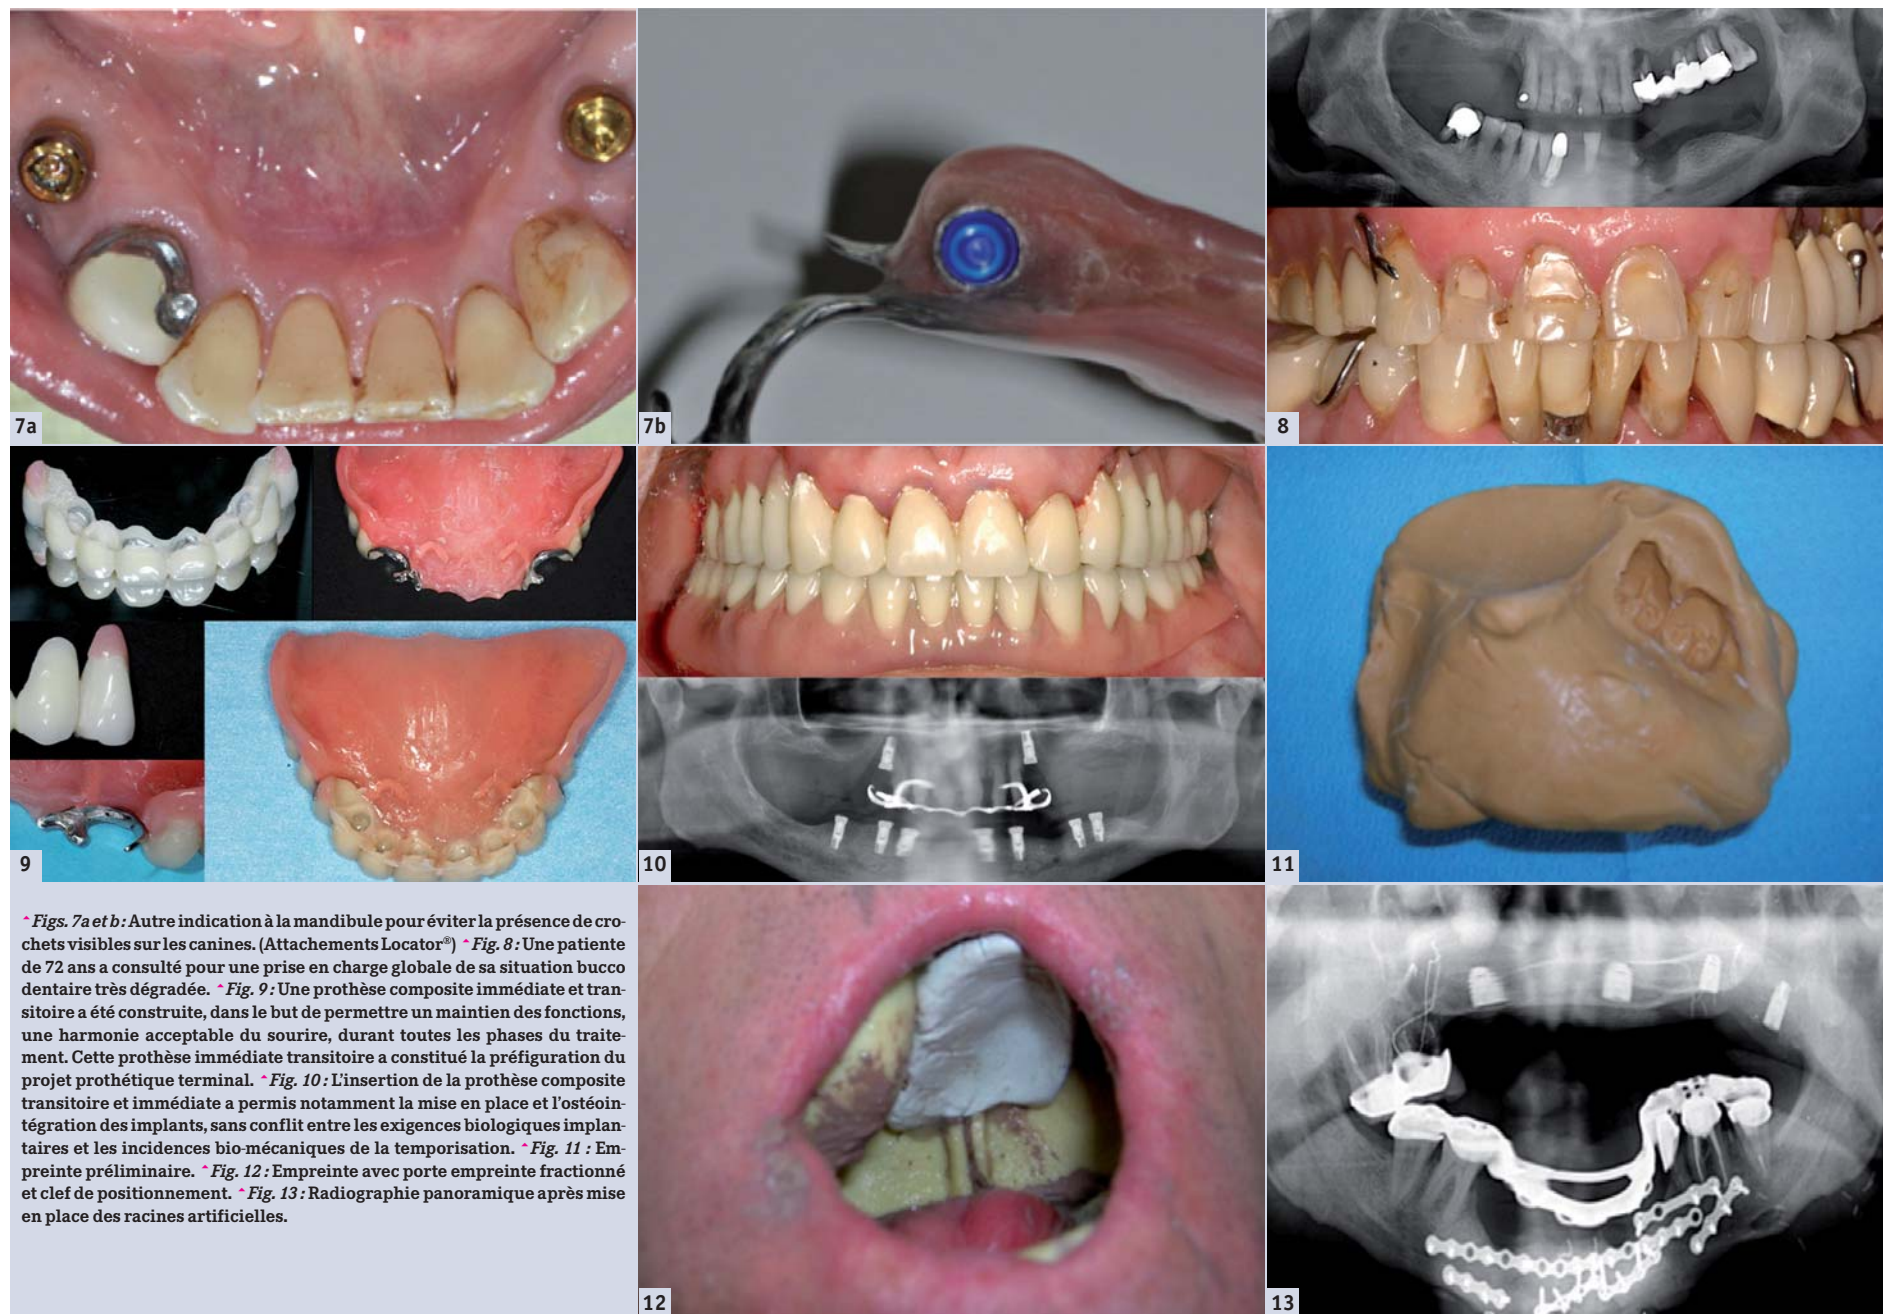 7a
7b
8
9
10
11
ˆ Figs. 7a et b : Autre indication à la mandibule pour éviter la présence de cro-
chets visibles sur les canines. (Attachements Locator®) ˆ Fig. 8 : Une patiente
de 72 ans a consulté pour une prise en charge globale de sa situation bucco
dentaire très dégradée. ˆ Fig. 9 : Une prothèse composite immédiate et tran-
sitoire a été construite, dans le but de permettre un maintien des fonctions,
une harmonie acceptable du sourire, durant toutes les phases du traite-
ment. Cette prothèse immédiate transitoire a constitué la préfiguration du
projet prothétique terminal. ˆ Fig. 10 : L'insertion de la prothèse composite
transitoire et immédiate a permis notamment la mise en place et l'ostéoin-
tégration des implants, sans conflit entre les exigences biologiques implan-
taires et les incidences bio-mécaniques de la temporisation. ˆ Fig. 11 : Em-
preinte préliminaire. ˆ Fig. 12 : Empreinte avec porte empreinte fractionné
et clef de positionnement. ˆ Fig. 13 : Radiographie panoramique après mise
en place des racines artificielles.
12
13